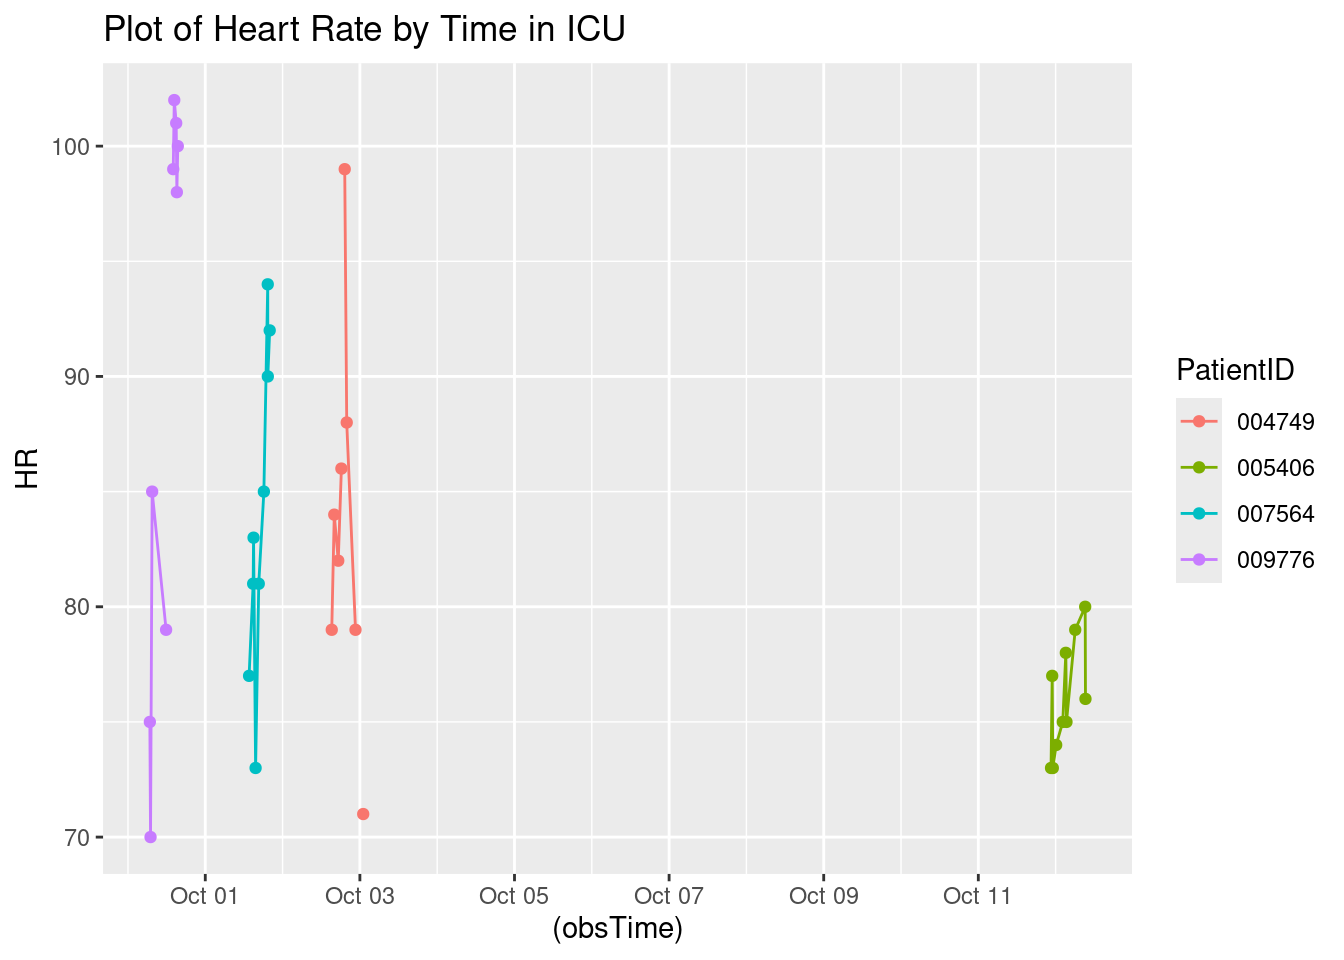 Plot of Heart Rate by Time in ICU
100
90
80
70
HR
Oct 01
Oct 03
Oct 05
Oct 07
Oct 09
Oct 11
(obsTime)
PatientID
004749
005406
007564
009776